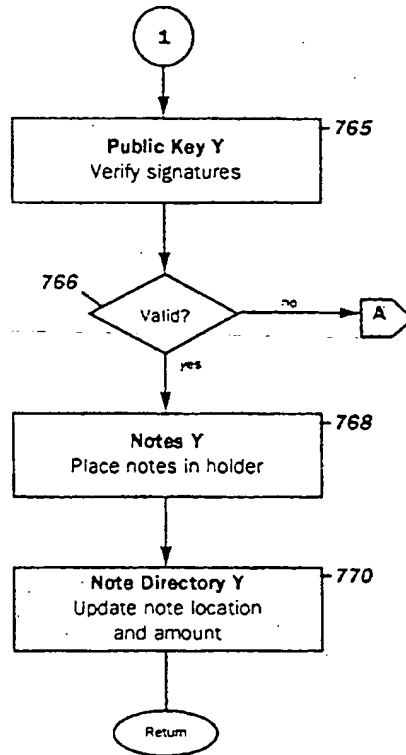 1
765
Public Key Y
Verify signatures
766
Valid?
no
A
yes
768
Notes Y
Place notes in holder
770
Note Directory Y
Update note location
and amount
Return